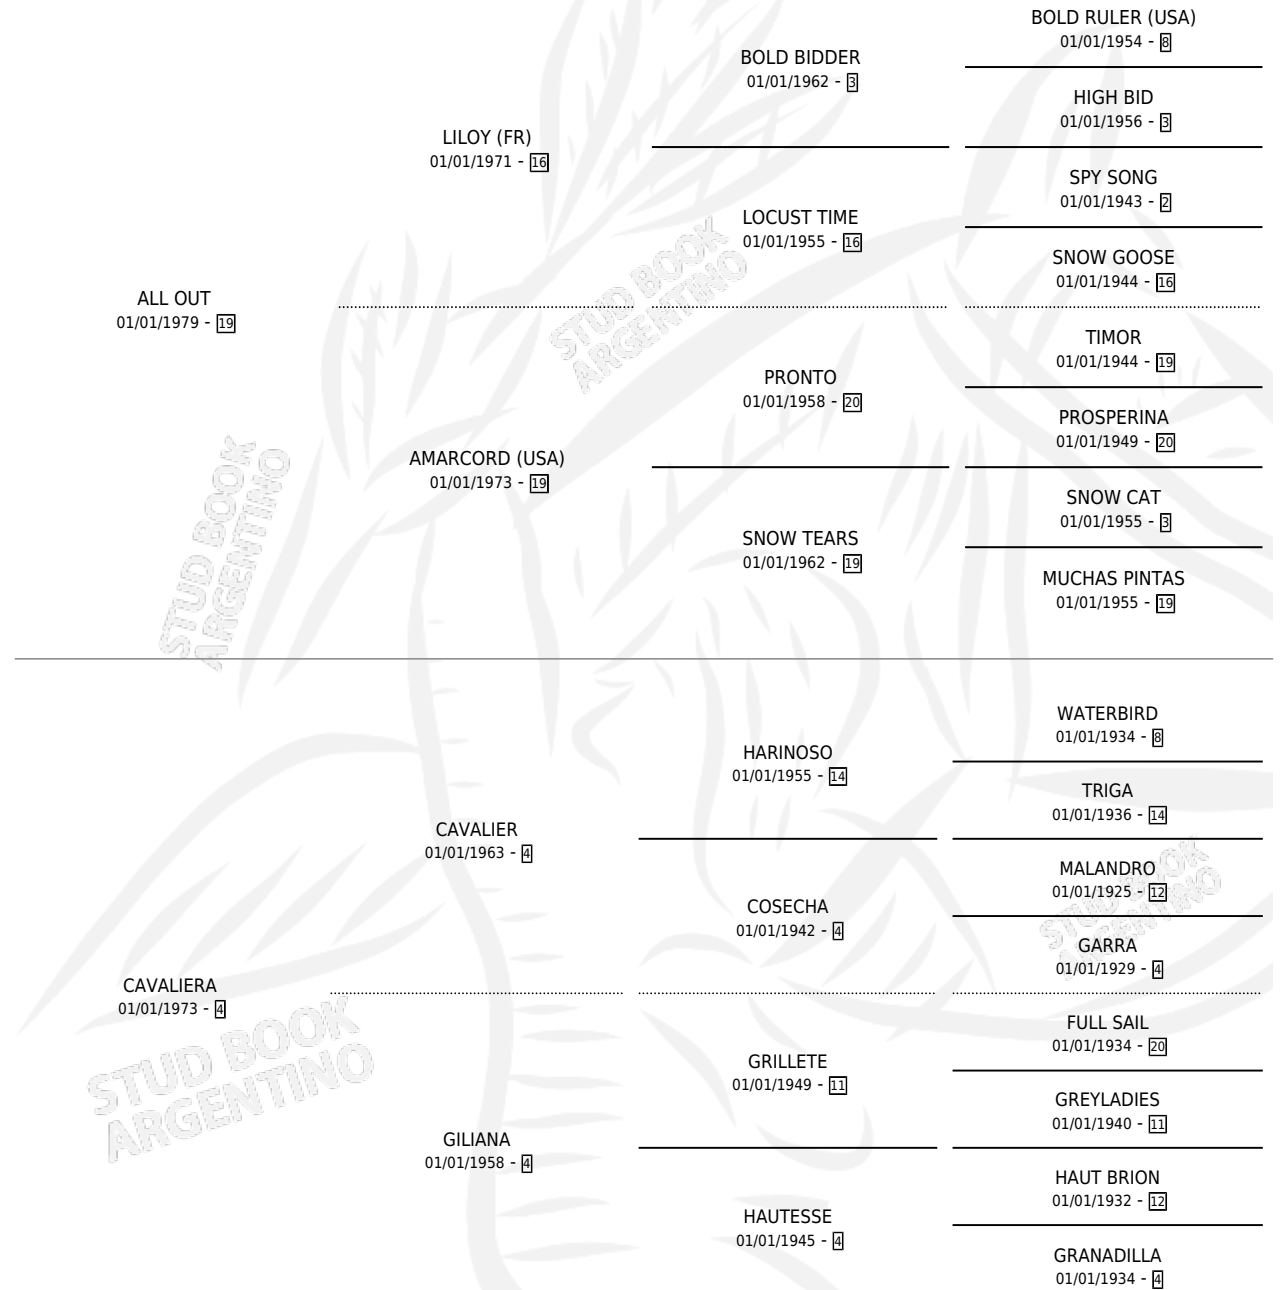 BOLD RULER (USA)
01/01/1954 - 8
BOLD BIDDER
01/01/1962 - 3
HIGH BID
01/01/1956 - 3
LILOY (FR)
01/01/1971 - 16
SPY SONG
01/01/1943 - 2
LOCUST TIME
01/01/1955 - 16
SNOW GOOSE
01/01/1944 - 16
ALL OUT
01/01/1979 - 19
STUD BOOK
ARGENTINO
TIMOR
01/01/1944 - 19
PRONTO
01/01/1958 - 20
PROSPERINA
01/01/1949 - 20
AMARCORD (USA)
01/01/1973 - 19
SNOW CAT
01/01/1955 - 3
SNOW TEARS
01/01/1962 - 19
MUCHAS PINTAS
01/01/1955 - 19
STUD BOOK
ARGENTINO
WATERBIRD
01/01/1934 - 8
HARINOSO
01/01/1955 - 14
TRIGA
01/01/1936 - 14
CAVALIER
01/01/1963 - 4
MALANDRO
01/01/1925 - 12
COSECHA
01/01/1942 - 4
STUD BOOK
ARGENTINO
GARRA
01/01/1929 - 4
CAVALIERA
01/01/1973 - 4
STUD BOOK
ARGENTINO
FULL SAIL
01/01/1934 - 20
GRILLETE
01/01/1949 - 11
GREYLADIES
01/01/1940 - 11
GILIANA
01/01/1958 - 4
HAUT BRION
01/01/1932 - 12
HAUTESSE
01/01/1945 - 4
GRANADILLA
01/01/1934 - 4